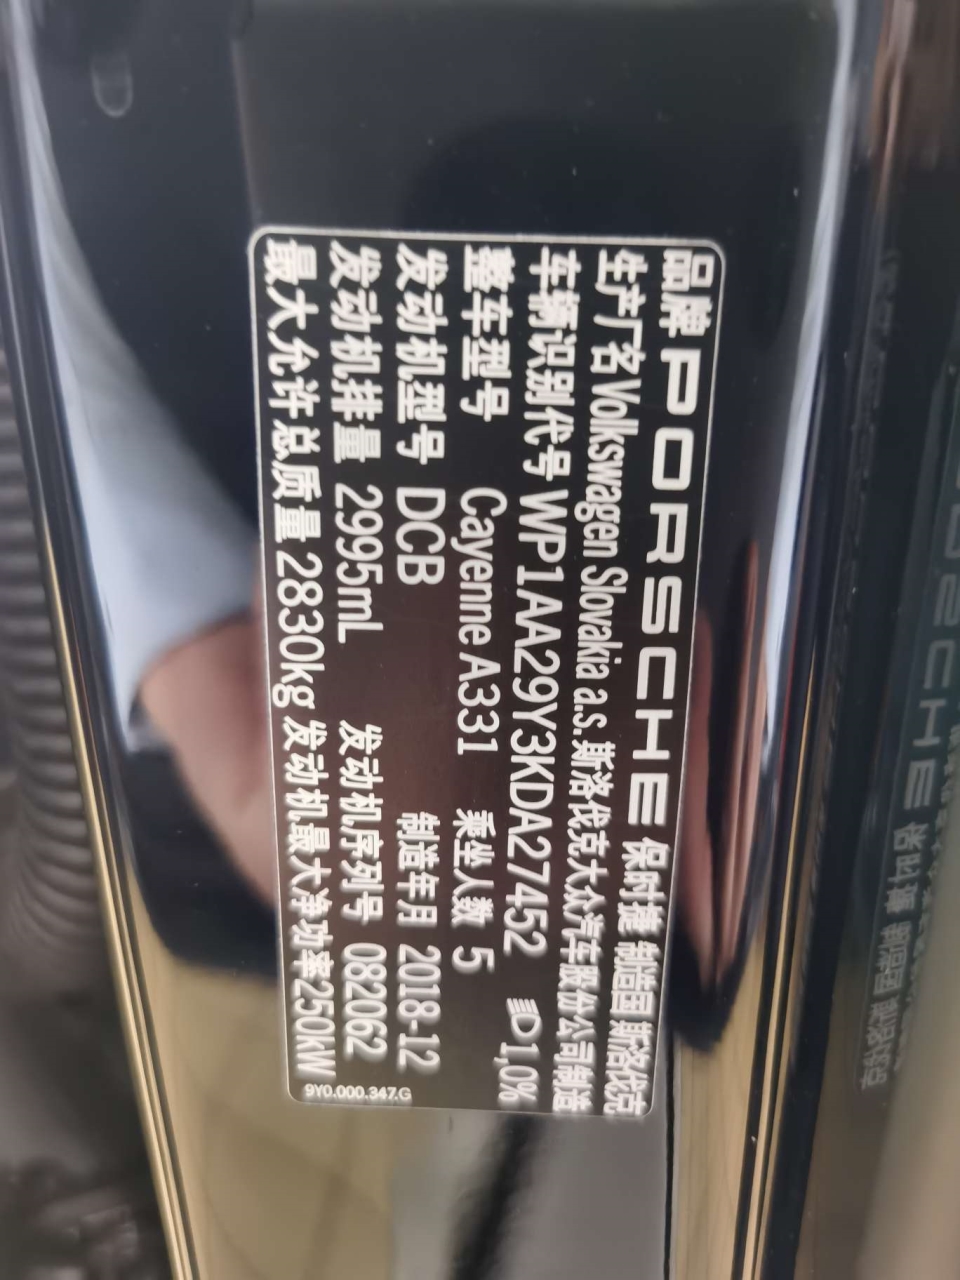 品牌 PORSCHE 保时捷 制造国 斯洛伐克
生产厂名 Volkswagen Slovakia a.s. 斯洛伐克大众汽车股份公司制造
车辆识别代号 WP1AA29Y3KDA27452 1,0%
整车型号 Cayenne A331 乘坐人数 5
发动机型号 DCB 制造年月 2018-12
发动机排量 2995mL 发动机序列号 082062
最大允许总质量 2830kg 发动机最大净功率 250kW
9Y0.000.347.G